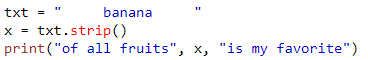 txt = "     banana     "
x = txt.strip()
print("of all fruits", x, "is my favorite")